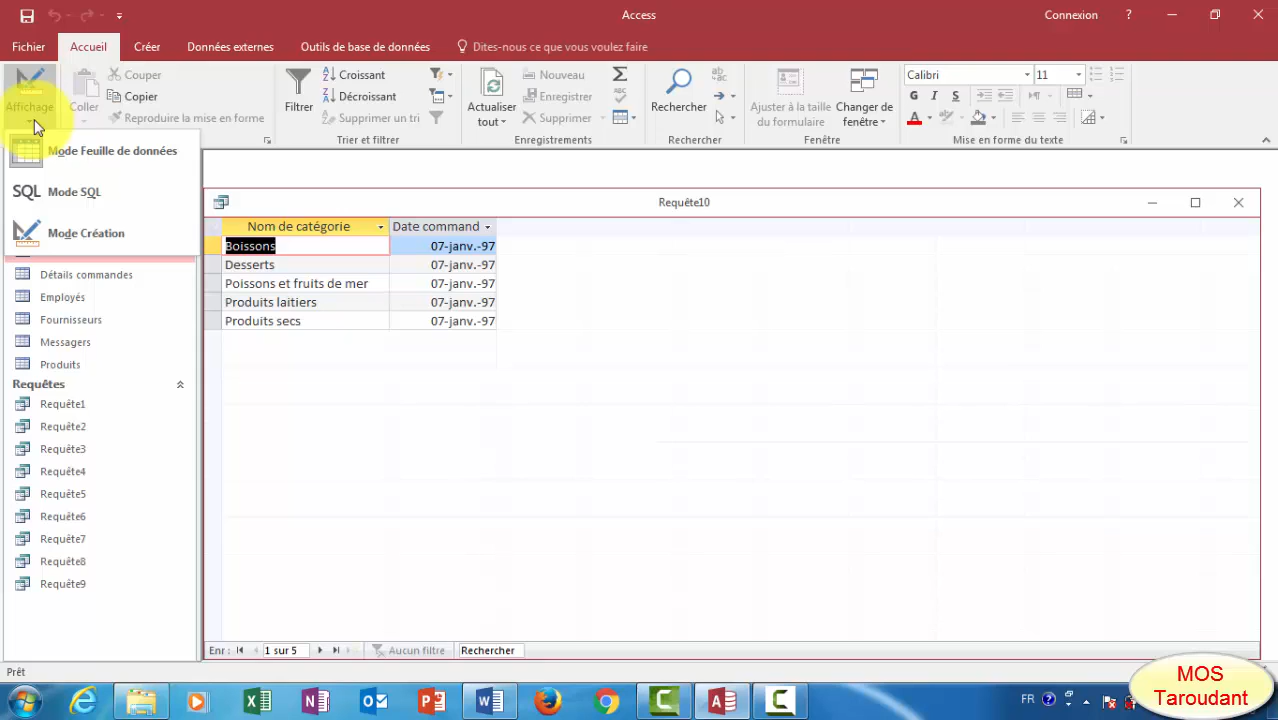 Access
Connexion ?
Fichier Accueil Créer Données externes Outils de base de données Dites-nous ce que vous voulez faire
Affichage
Coller
Couper
Copier
Reproduire la mise en forme
Filtrer
Croissant
Décroissant
Supprimer un tri
Trier et filtrer
Actualiser
tout
Nouveau
Enregistrer
Supprimer
Enregistrements
Rechercher
Rechercher
Ajuster à la taille
du formulaire
Changer de
fenêtre
Fenêtre
Calibri 11
G I S
Mise en forme du texte
Mode Feuille de données
SQL Mode SQL
Mode Création
Détails commandes
Employés
Fournisseurs
Messagers
Produits
Requêtes
Requête1
Requête2
Requête3
Requête4
Requête5
Requête6
Requête7
Requête8
Requête9
Requête10
Nom de catégorie Date command
Boissons 07-janv.-97
Desserts 07-janv.-97
Poissons et fruits de mer 07-janv.-97
Produits laitiers 07-janv.-97
Produits secs 07-janv.-97
Enr : 1 sur 5 Aucun filtre Rechercher
Prêt
FR
MOS
Taroudant